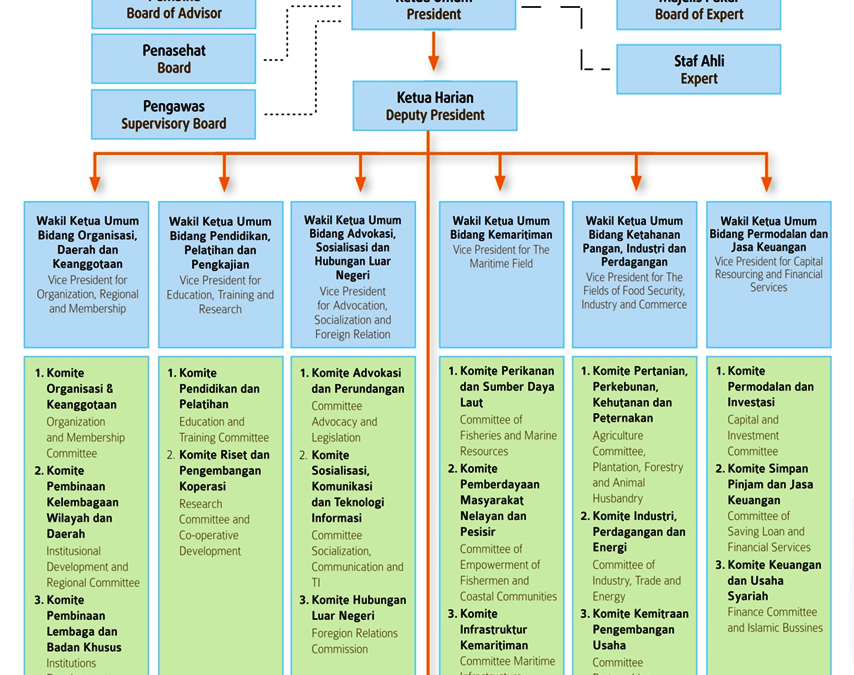 Board of Advisor
Penasehat
Board
Pengawas
Supervisory Board
Ketua Umum
President
Ketua Harian
Deputy President
Majelis Pakar
Board of Expert
Staf Ahli
Expert
Wakil Ketua Umum
Bidang Organisasi,
Daerah dan
Keanggotaan
Vice President for
Organization, Regional
and Membership
Wakil Ketua Umum
Bidang Pendidikan,
Pelatihan dan
Pengkajian
Vice President for
Education, Training and
Research
Wakil Ketua Umum
Bidang Advokasi,
Sosialisasi dan
Hubungan Luar
Negeri
Vice President
for Advocation,
Socialization and
Foreign Relation
Wakil Ketua Umum
Bidang Kemaritiman
Vice President for The
Maritime Field
Wakil Ketua Umum
Bidang Ketahanan
Pangan, Industri dan
Perdagangan
Vice President for The
Fields of Food Security,
Industry and Commerce
Wakil Ketua Umum
Bidang Permodalan dan
Jasa Keuangan
Vice President for Capital
Resourcing and Financial
Services
1. Komite
Organisasi &
Keanggotaan
Organization
and Membership
Committee
2. Komite
Pembinaan
Kelembagaan
Wilayah dan
Daerah
Institutional
Development and
Regional Committee
3. Komite
Pembinaan
Lembaga dan
Badan Khusus
Institutions
1. Komite
Pendidikan dan
Pelatihan
Education and
Training Committee
2. Komite Riset dan
Pengembangan
Koperasi
Research
Committee and
Co-operative
Development
1. Komite Advokasi
dan Perundangan
Committee
Advocacy and
Legislation
2. Komite
Sosialisasi,
Komunikasi
dan Teknologi
Informasi
Committee
Socialization,
Communication and
TI
3. Komite Hubungan
Luar Negeri
Foregion Relations
Commission
1. Komite Perikanan
dan Sumber Daya
Laut
Committee of
Fisheries and Marine
Resources
2. Komite
Pemberdayaan
Masyarakat
Nelayan dan
Pesisir
Committee of
Empowerment of
Fishermen and
Coastal Communities
3. Komite
Infrastruktur
Kemaritiman
Committee Maritime
1. Komite Pertanian,
Perkebunan,
Kehutanan dan
Peternakan
Agriculture
Committee,
Plantation, Forestry
and Animal
Husbandry
2. Komite Industri,
Perdagangan dan
Energi
Committee of
Industry, Trade and
Energy
3. Komite Kemitraan
Pengembangan
Usaha
Committee
1. Komite
Permodalan dan
Investasi
Capital and
Investment
Committee
2. Komite Simpan
Pinjam dan Jasa
Keuangan
Committee of
Saving Loan and
Financial Services
3. Komite Keuangan
dan Usaha
Syariah
Finance Committee
and Islamic Bussines